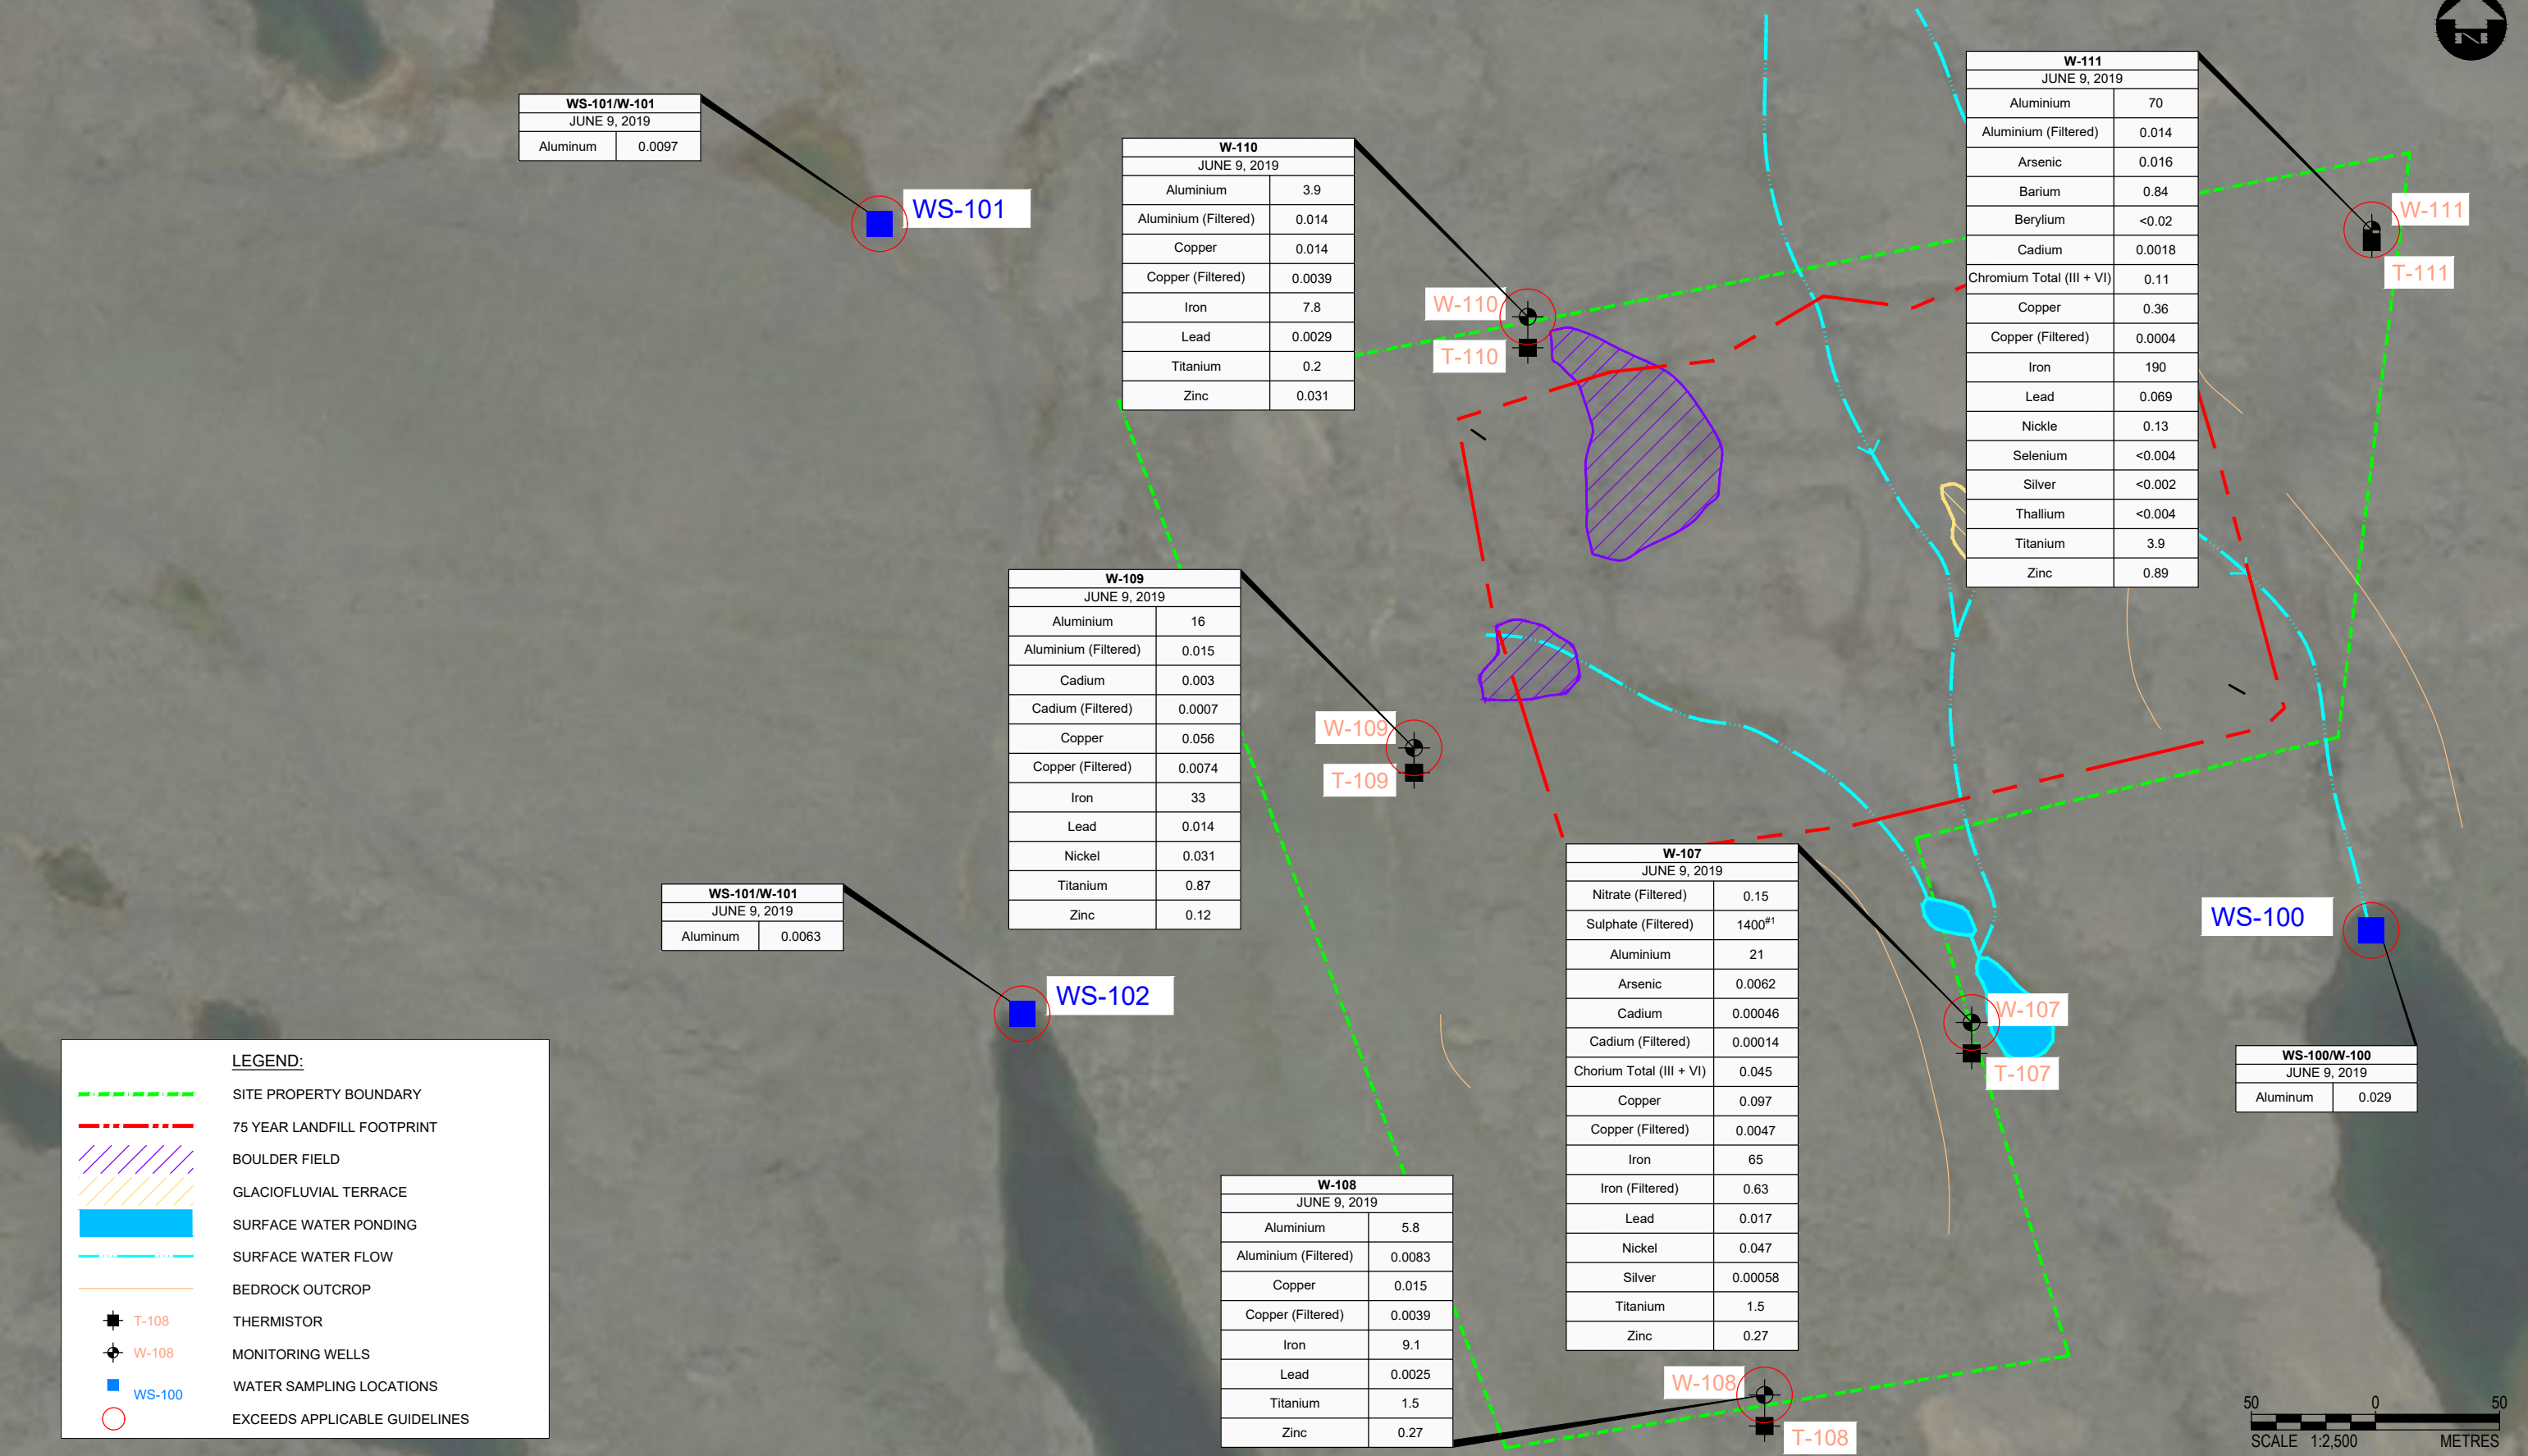 N
WS-101/W-101
JUNE 9, 2019
Aluminum 0.0097
WS-101
W-110
JUNE 9, 2019
Aluminium 3.9
Aluminium (Filtered) 0.014
Copper 0.014
Copper (Filtered) 0.0039
Iron 7.8
Lead 0.0029
Titanium 0.2
Zinc 0.031
W-110
T-110
W-111
JUNE 9, 2019
Aluminium 70
Aluminium (Filtered) 0.014
Arsenic 0.016
Barium 0.84
Berylium <0.02
Cadium 0.0018
Chromium Total (III + VI) 0.11
Copper 0.36
Copper (Filtered) 0.0004
Iron 190
Lead 0.069
Nickle 0.13
Selenium <0.004
Silver <0.002
Thallium <0.004
Titanium 3.9
Zinc 0.89
W-111
T-111
W-109
JUNE 9, 2019
Aluminium 16
Aluminium (Filtered) 0.015
Cadium 0.003
Cadium (Filtered) 0.0007
Copper 0.056
Copper (Filtered) 0.0074
Iron 33
Lead 0.014
Nickel 0.031
Titanium 0.87
Zinc 0.12
W-109
T-109
WS-101/W-101
JUNE 9, 2019
Aluminum 0.0063
WS-102
W-107
JUNE 9, 2019
Nitrate (Filtered) 0.15
Sulphate (Filtered) 1400#1
Aluminium 21
Arsenic 0.0062
Cadium 0.00046
Cadium (Filtered) 0.00014
Chorium Total (III + VI) 0.045
Copper 0.097
Copper (Filtered) 0.0047
Iron 65
Iron (Filtered) 0.63
Lead 0.017
Nickel 0.047
Silver 0.00058
Titanium 1.5
Zinc 0.27
W-107
T-107
WS-100
WS-100/W-100
JUNE 9, 2019
Aluminum 0.029
W-108
JUNE 9, 2019
Aluminium 5.8
Aluminium (Filtered) 0.0083
Copper 0.015
Copper (Filtered) 0.0039
Iron 9.1
Lead 0.0025
Titanium 1.5
Zinc 0.27
W-108
T-108
LEGEND:
SITE PROPERTY BOUNDARY
75 YEAR LANDFILL FOOTPRINT
BOULDER FIELD
GLACIOFLUVIAL TERRACE
SURFACE WATER PONDING
SURFACE WATER FLOW
BEDROCK OUTCROP
T-108 THERMISTOR
W-108 MONITORING WELLS
WS-100 WATER SAMPLING LOCATIONS
EXCEEDS APPLICABLE GUIDELINES
50 0 50
SCALE 1:2,500 METRES